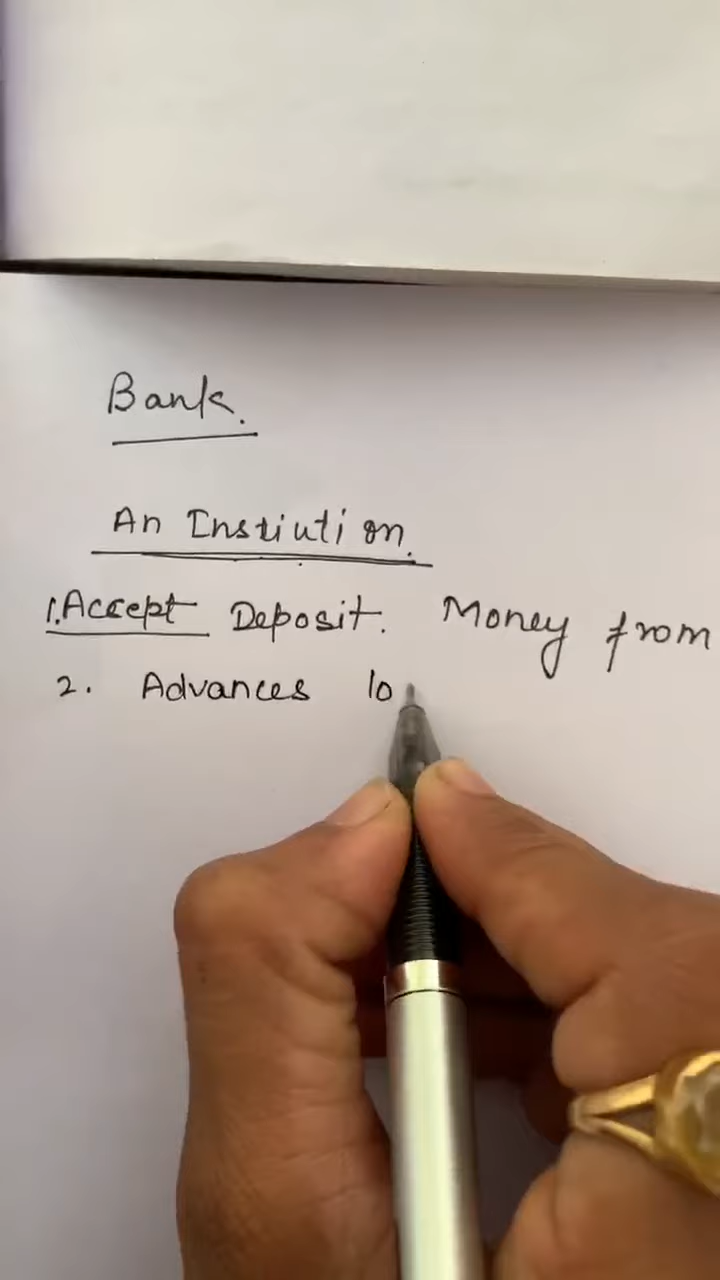 Bank.
An Instiution.
1.Accept Deposit. Money from
2. Advances lo